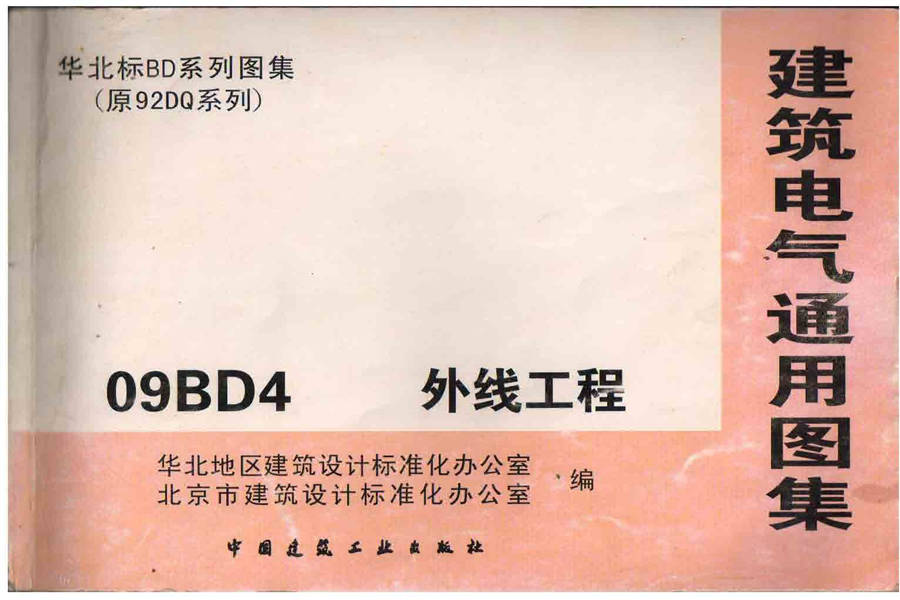 华北标BD系列图集
(原92DQ系列)
建筑电气通用图集
09BD4 外线工程
华北地区建筑设计标准化办公室
北京市建筑设计标准化办公室
编
中国建筑工业出版社